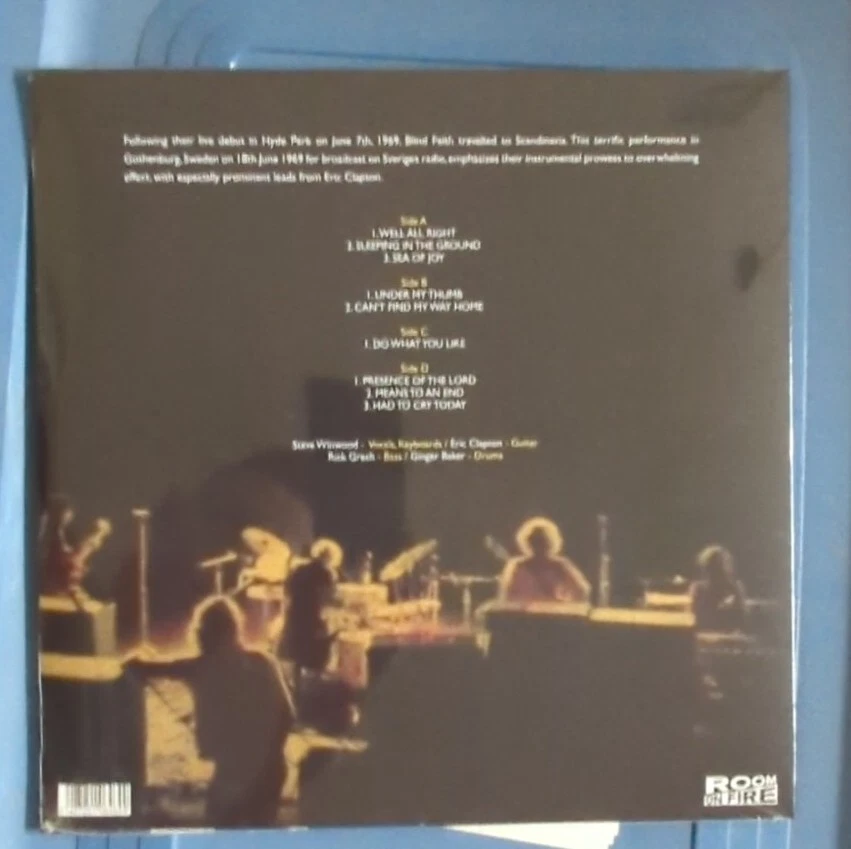 Following their live debut in Hyde Park on June 7th, 1969, Blind Faith travelled to Scandinavia. This terrific performance in
Gothenburg, Sweden on 18th June 1969 for broadcast on Sveriges radio, emphasizes their instrumental prowess to overwhelming
effect, with especially prominent leads from Eric Clapton.
Side A
1. WELL ALL RIGHT
2. SLEEPING IN THE GROUND
3. SEA OF JOY
Side B
1. UNDER MY THUMB
2. CAN'T FIND MY WAY HOME
Side C
1. DO WHAT YOU LIKE
Side D
1. PRESENCE OF THE LORD
2. MEANS TO AN END
3. HAD TO CRY TODAY
Steve Winwood - Vocals, Keyboards / Eric Clapton - Guitar
Rick Grech - Bass / Ginger Baker - Drums
ROOM
ON FIRE